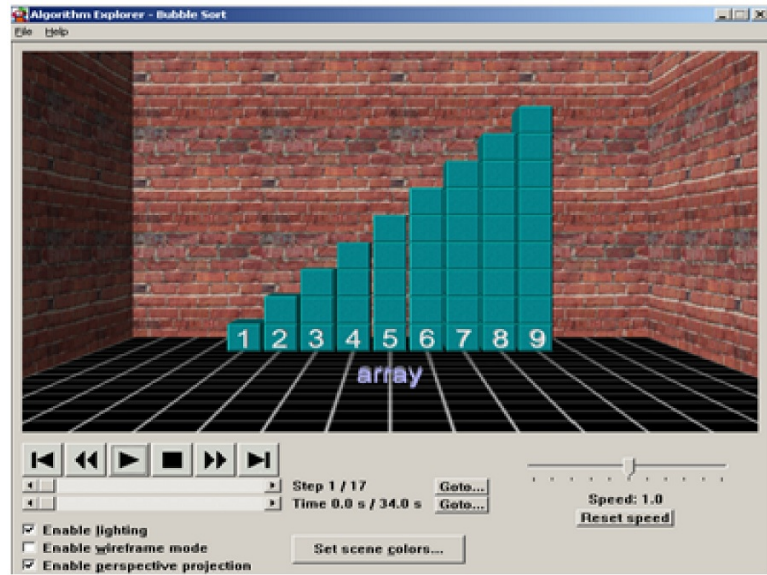 Algorithm Explorer - Bubble Sort
File Help
1 2 3 4 5 6 7 8 9
array
Step 1 / 17 Goto...
Time 0.0 s / 34.0 s Goto...
Speed: 1.0
Reset speed
Enable lighting
Enable wireframe mode
Enable perspective projection
Set scene colors...